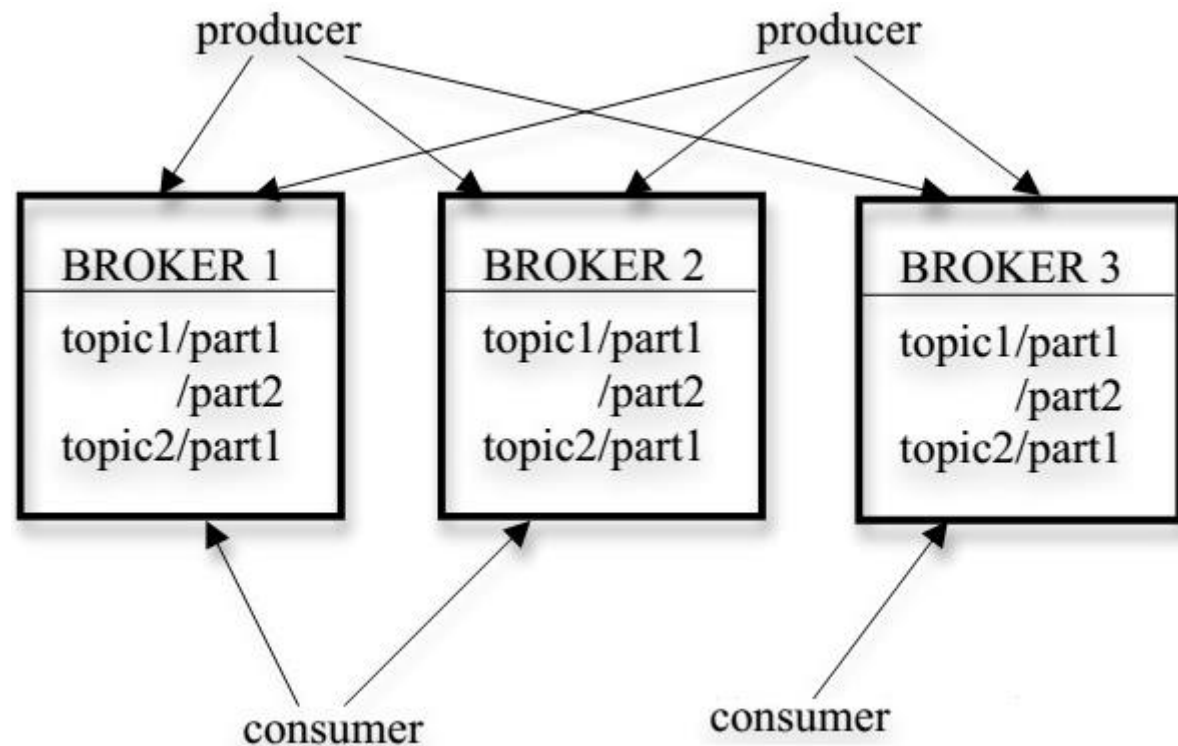 producer producer
BROKER 1
topic1/part1
/part2
topic2/part1
BROKER 2
topic1/part1
/part2
topic2/part1
BROKER 3
topic1/part1
/part2
topic2/part1
consumer consumer